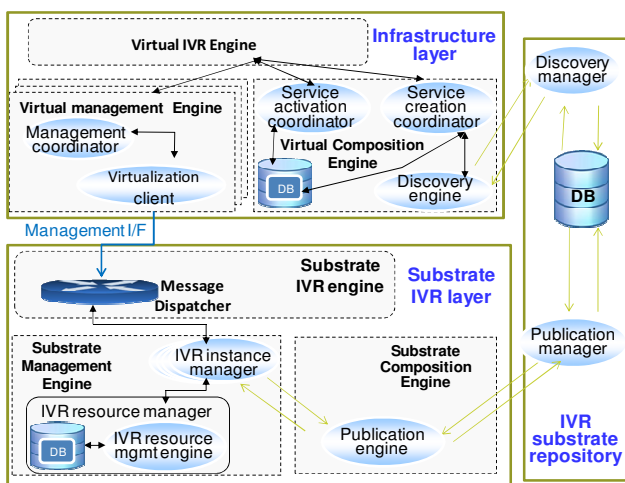 Virtual IVR Engine
Infrastructure
layer
Virtual management Engine
Management
coordinator
Virtualization
client
Service
activation
coordinator
Service
creation
coordinator
Virtual Composition
Engine
DB
Discovery
engine
Discovery
manager
DB
Publication
manager
IVR
substrate
repository
Management I/F
Message
Dispatcher
Substrate
IVR engine
Substrate
IVR layer
Substrate
Management
Engine
IVR instance
manager
IVR resource manager
DB
IVR resource
mgmt engine
Substrate
Composition
Engine
Publication
engine